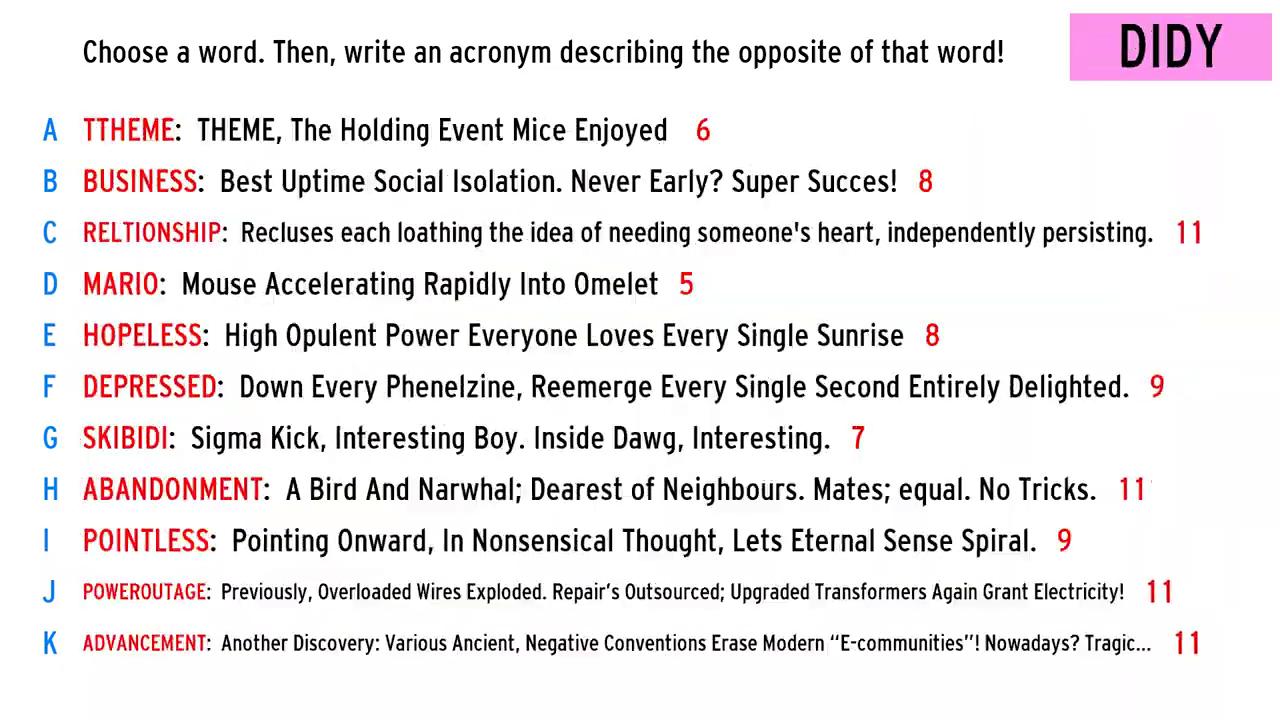 Choose a word. Then, write an acronym describing the opposite of that word!
DIDY
A TTHEME: THEME, The Holding Event Mice Enjoyed 6
B BUSINESS: Best Uptime Social Isolation. Never Early? Super Succes! 8
C RELTIONSHIP: Recluses each loathing the idea of needing someone's heart, independently persisting. 11
D MARIO: Mouse Accelerating Rapidly Into Omelet 5
E HOPELESS: High Opulent Power Everyone Loves Every Single Sunrise 8
F DEPRESSED: Down Every Phenelzine, Reemerge Every Single Second Entirely Delighted. 9
G SKIBIDI: Sigma Kick, Interesting Boy. Inside Dawg, Interesting. 7
H ABANDONMENT: A Bird And Narwhal; Dearest of Neighbours. Mates; equal. No Tricks. 11
I POINTLESS: Pointing Onward, In Nonsensical Thought, Lets Eternal Sense Spiral. 9
J POWEROUTAGE: Previously, Overloaded Wires Exploded. Repair's Outsourced; Upgraded Transformers Again Grant Electricity! 11
K ADVANCEMENT: Another Discovery: Various Ancient, Negative Conventions Erase Modern “E-communities”! Nowadays? Tragic... 11